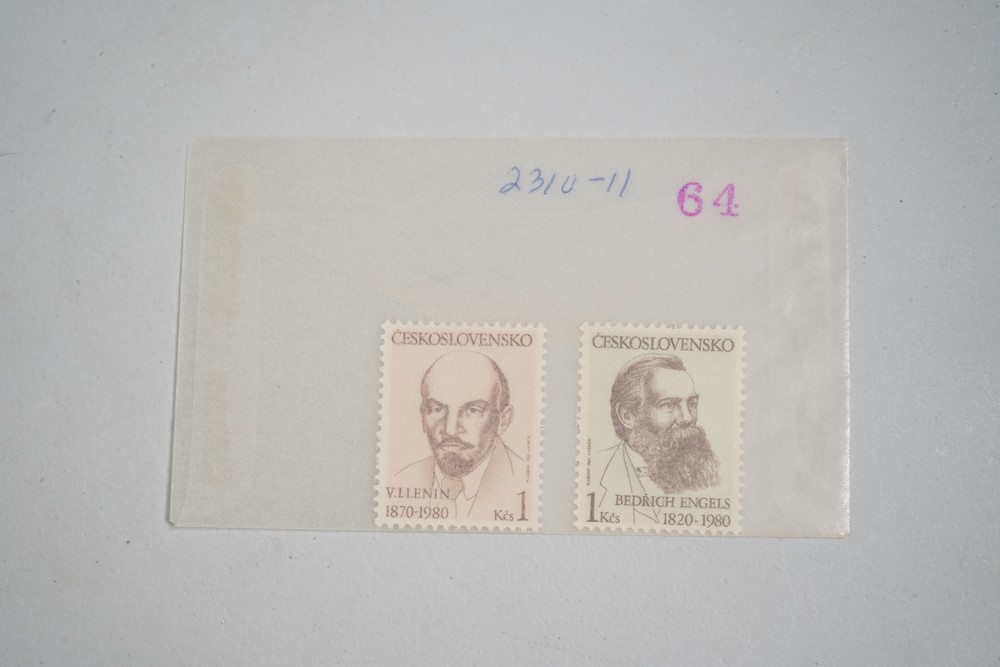 2310-11
64
ČESKOSLOVENSKO
V.I.LENIN
1870-1980
Kčs 1
ČESKOSLOVENSKO
BEDŘICH ENGELS
1 Kčs 1820-1980